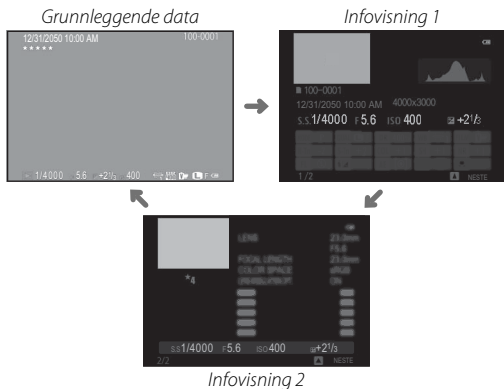 Grunnleggende data
12/31/2050 10:00 AM 100-0001
★★★★★
1/4000 5.6 +2 1/3 400 L F
Infovisning 1
100-0001
12/31/2050 10:00 AM 4000x3000
S.S. 1/4000 F 5.6 ISO 400 +2 1/3
1/2 NESTE
LENS 23.0mm
F5.6
FOCAL LENGTH 23.0mm
COLOR SPACE sRGB
ON
*4
S.S 1/4000 F 5.6 ISO 400 +2 1/3
2/2 NESTE
Infovisning 2